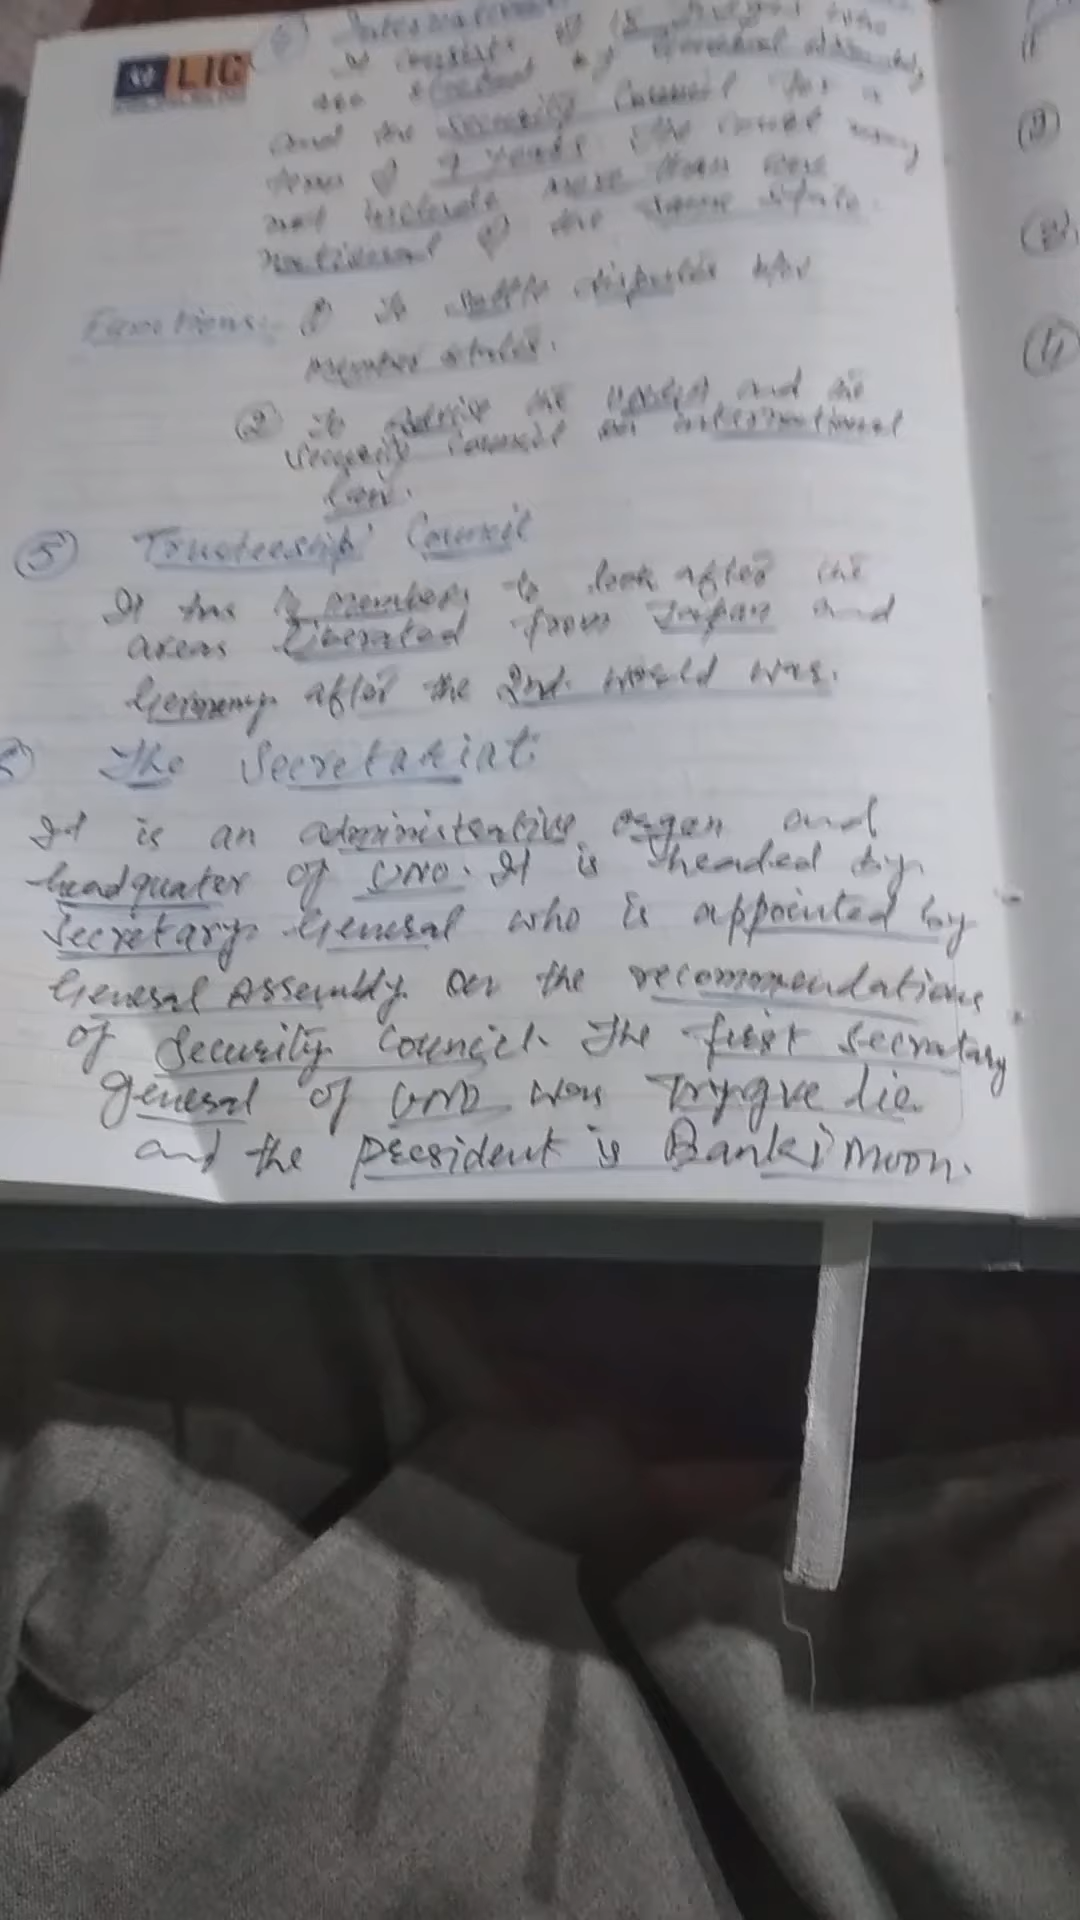 LIC
④ International
It consists of 15 Judges who
are elected by General Assembly
and the Security Council for a
term of 9 years. The Court may
not include more than one
national of the same state.
Functions: ① To settle disputes
member states.
② To advise the and the
Security Council on international
law.
⑤ Trusteeship Council
It has members to look after the
areas liberated from Japan and
Germany after the 2nd world war.
The Secretariat:
It is an administrative organ and
headquater of UNO. It is headed by
Secretary General who is appointed by
General Assembly on the recommendations
of Security Council. The first secretary
general of UNO was Trygve lie
and the president is Banki moon.
(3)
(4)